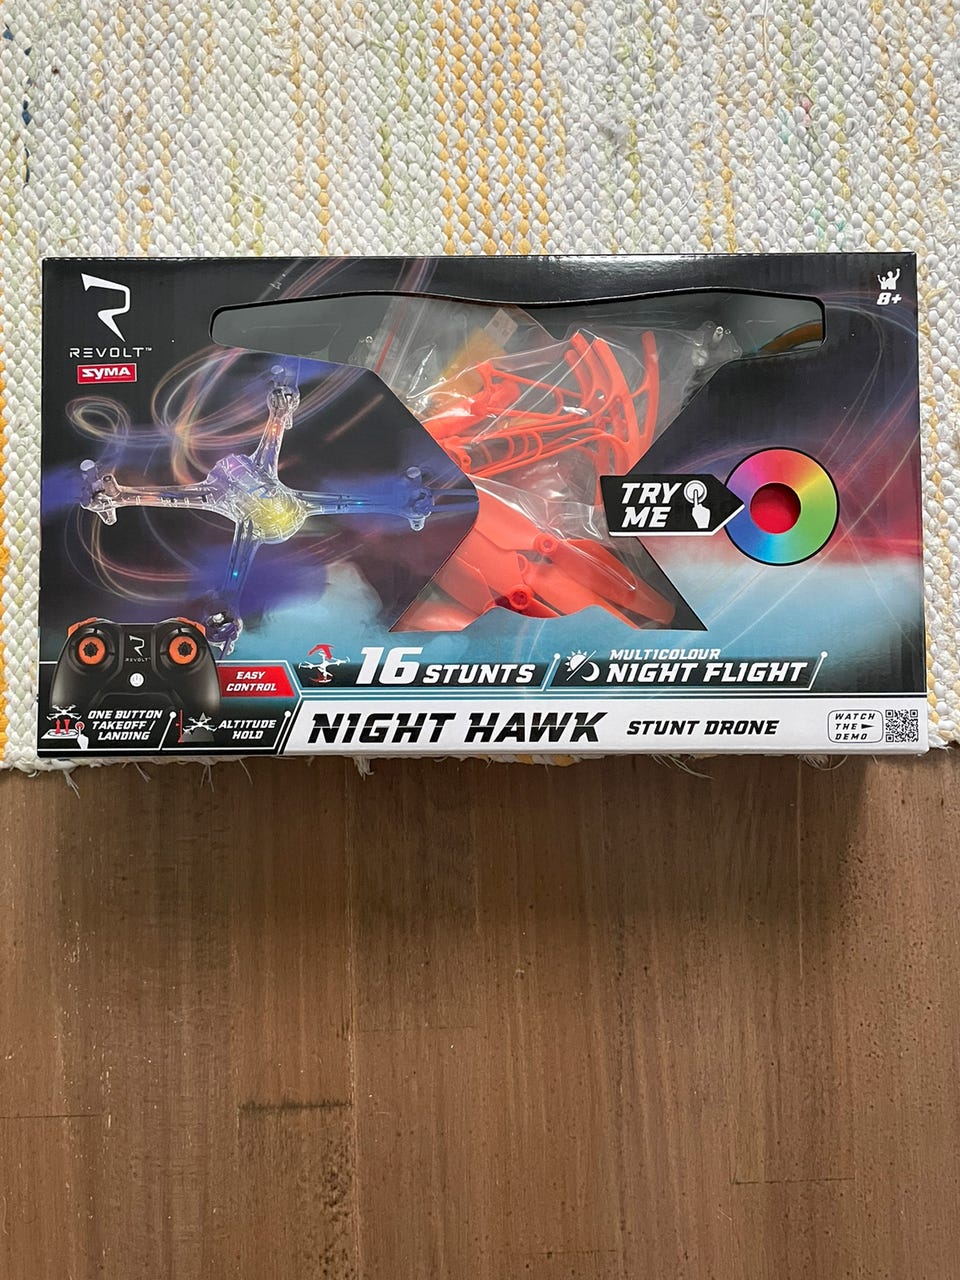 REVOLT™
SYMA
8+
TRY
ME
REVOLT™
EASY
CONTROL
16 STUNTS
MULTICOLOUR
NIGHT FLIGHT
ONE BUTTON
TAKEOFF /
LANDING
ALTITUDE
HOLD
NIGHT HAWK STUNT DRONE
WATCH
THE
DEMO